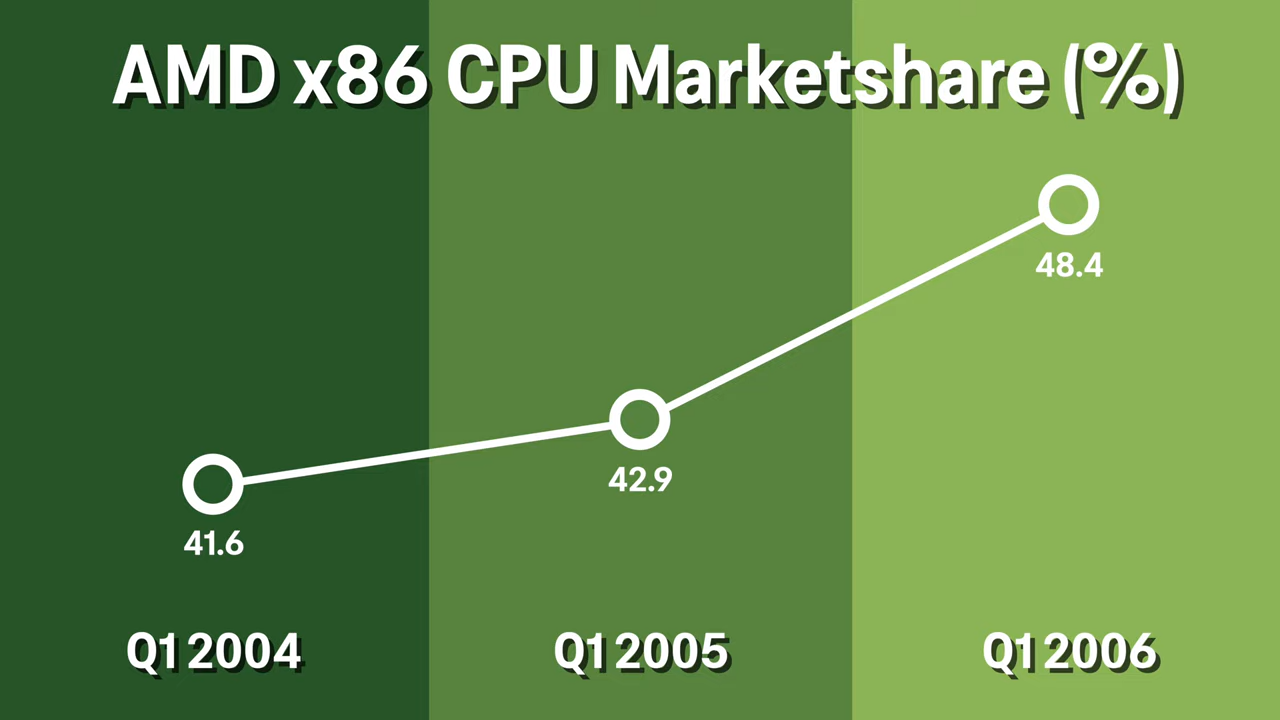 AMD x86 CPU Marketshare (%)
48.4
42.9
41.6
Q1 2004
Q1 2005
Q1 2006